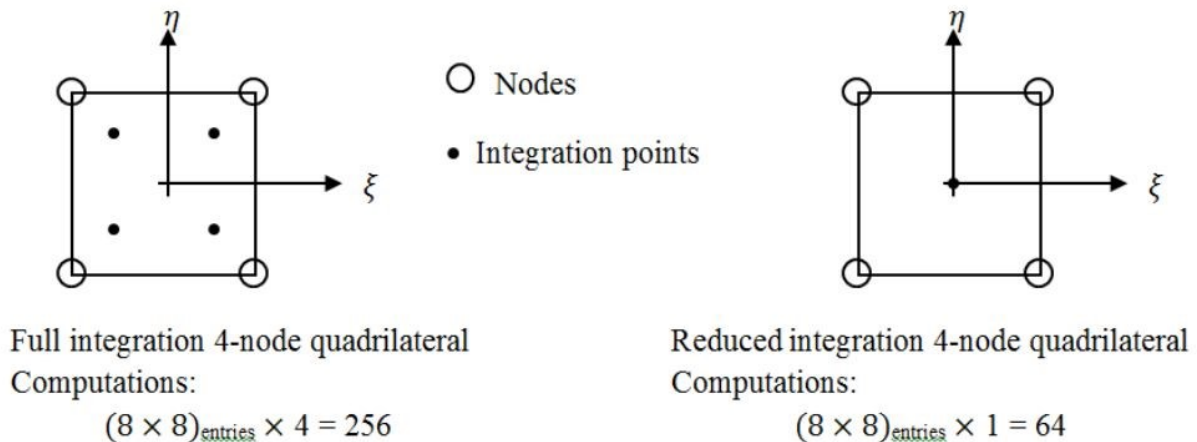 η
ξ
Nodes
Integration points
η
ξ
Full integration 4-node quadrilateral
Computations:
(8 × 8)entries × 4 = 256
Reduced integration 4-node quadrilateral
Computations:
(8 × 8)entries × 1 = 64